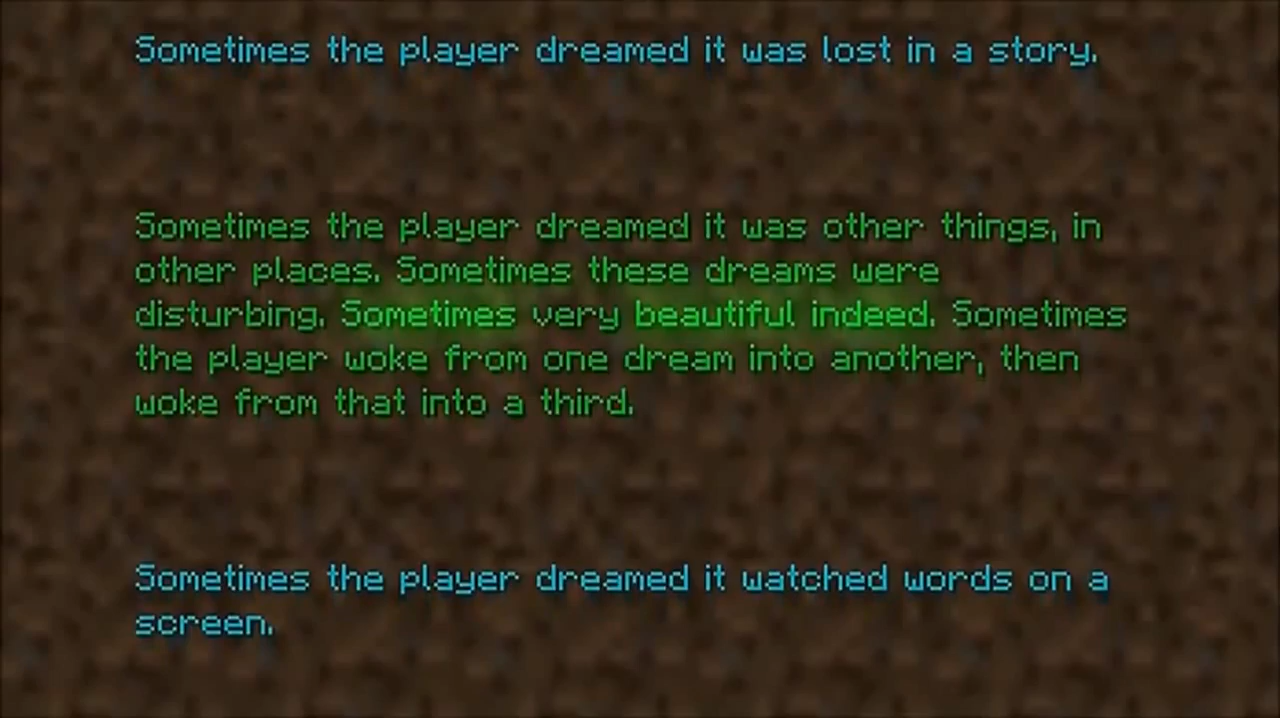 Sometimes the player dreamed it was lost in a story.
Sometimes the player dreamed it was other things, in
other places. Sometimes these dreams were
disturbing. Sometimes very beautiful indeed. Sometimes
the player woke from one dream into another, then
woke from that into a third.
Sometimes the player dreamed it watched words on a
screen.